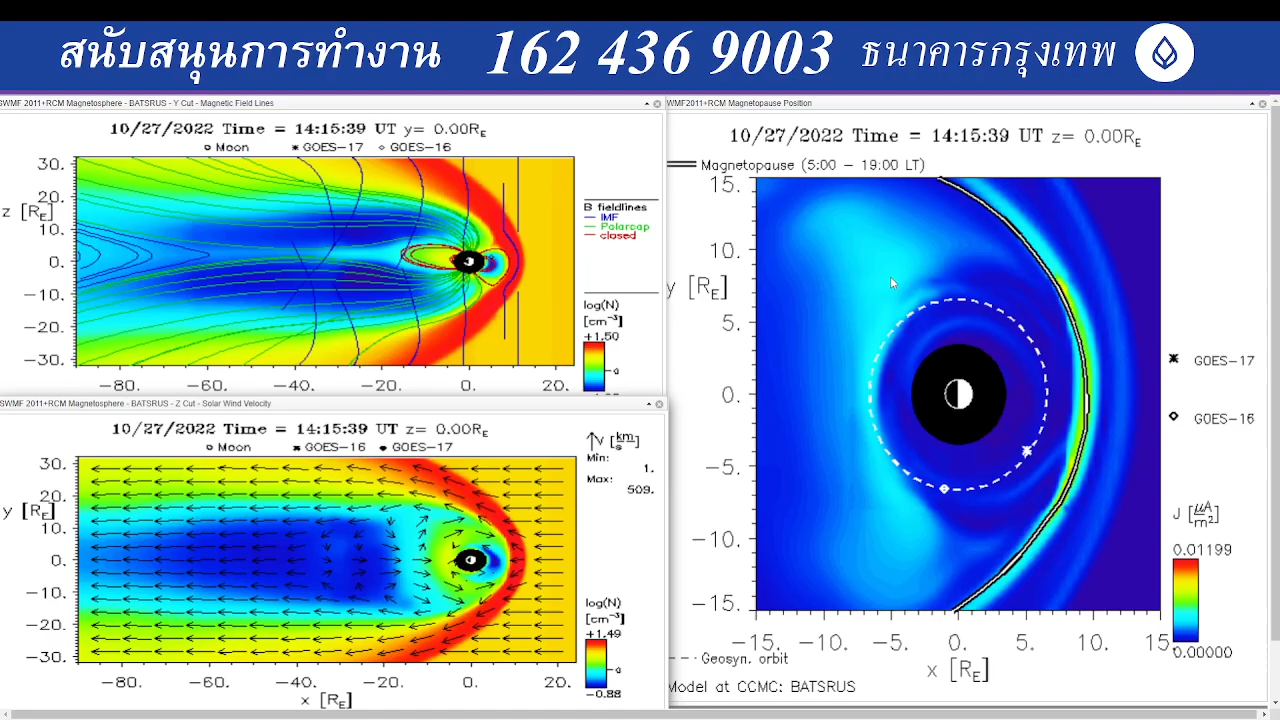 สนับสนุนการทำงาน 162 436 9003 ธนาคารกรุงเทพ
SWMF 2011+RCM Magnetosphere - BATSRUS - Y Cut - Magnetic Field Lines
10/27/2022 Time = 14:15:39 UT y= 0.00RE
Moon GOES-17 GOES-16
30.
20.
z [RE]
10.
0.
-10.
-20.
-30.
-80. -60. -40. -20. 0. 20.
B fieldlines
IMF
Polarcap
closed
log(N)
[cm-3]
+1.50
SWMF 2011+RCM Magnetosphere - BATSRUS - Z Cut - Solar Wind Velocity
10/27/2022 Time = 14:15:39 UT z= 0.00RE
Moon GOES-16 GOES-17
30.
20.
y [RE]
10.
0.
-10.
-20.
-30.
-80. -60. -40. -20. 0. 20.
x [RE]
V [km/s]
Min:
1.
Max:
509.
log(N)
[cm-3]
+1.49
-0.88
WMF2011+RCM Magnetopause Position
10/27/2022 Time = 14:15:39 UT z= 0.00RE
Magnetopause (5:00 - 19:00 LT)
15.
10.
y [RE]
5.
0.
-5.
-10.
-15.
-15. -10. -5. 0. 5. 10. 15
x [RE]
Geosyn. orbit
Model at CCMC: BATSRUS
GOES-17
GOES-16
J [μA/m2]
0.01199
0.00000